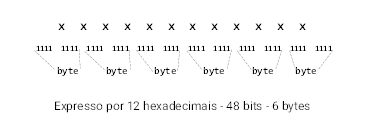 x x x x x x x x x x x x
1111 1111 1111 1111 1111 1111 1111 1111 1111 1111 1111 1111
byte byte byte byte byte byte
Expresso por 12 hexadecimais - 48 bits - 6 bytes